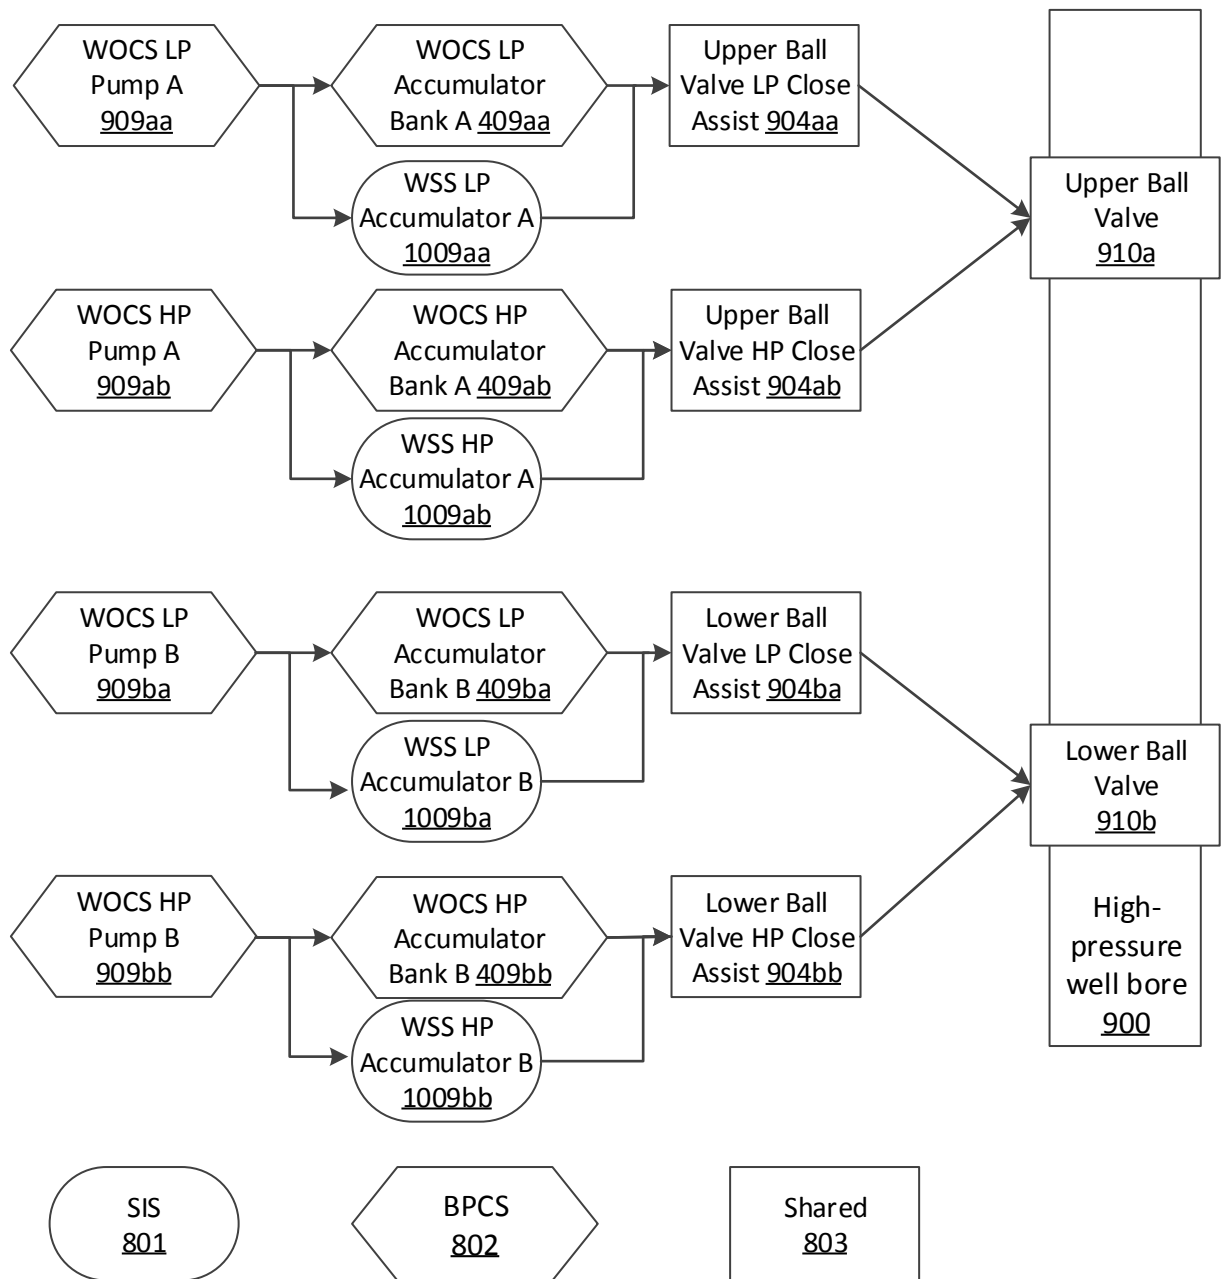 WOCS LP
Pump A
909aa
WOCS LP
Accumulator
Bank A 409aa
Upper Ball
Valve LP Close
Assist 904aa
WSS LP
Accumulator A
1009aa
Upper Ball
Valve
910a
WOCS HP
Pump A
909ab
WOCS HP
Accumulator
Bank A 409ab
Upper Ball
Valve HP Close
Assist 904ab
WSS HP
Accumulator A
1009ab
WOCS LP
Pump B
909ba
WOCS LP
Accumulator
Bank B 409ba
Lower Ball
Valve LP Close
Assist 904ba
WSS LP
Accumulator B
1009ba
Lower Ball
Valve
910b
WOCS HP
Pump B
909bb
WOCS HP
Accumulator
Bank B 409bb
Lower Ball
Valve HP Close
Assist 904bb
High-
pressure
well bore
900
WSS HP
Accumulator B
1009bb
SIS
801
BPCS
802
Shared
803